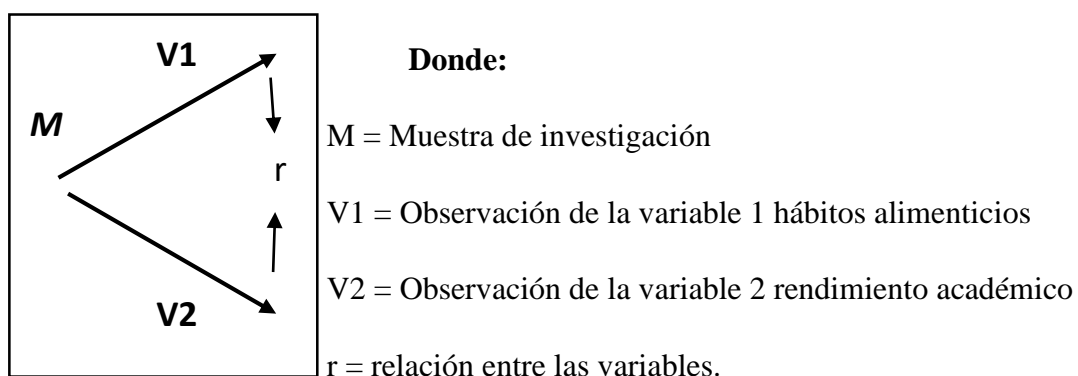 V1
Donde:
M
M = Muestra de investigación
r
V1 = Observación de la variable 1 hábitos alimenticios
V2 = Observación de la variable 2 rendimiento académico
V2
r = relación entre las variables.